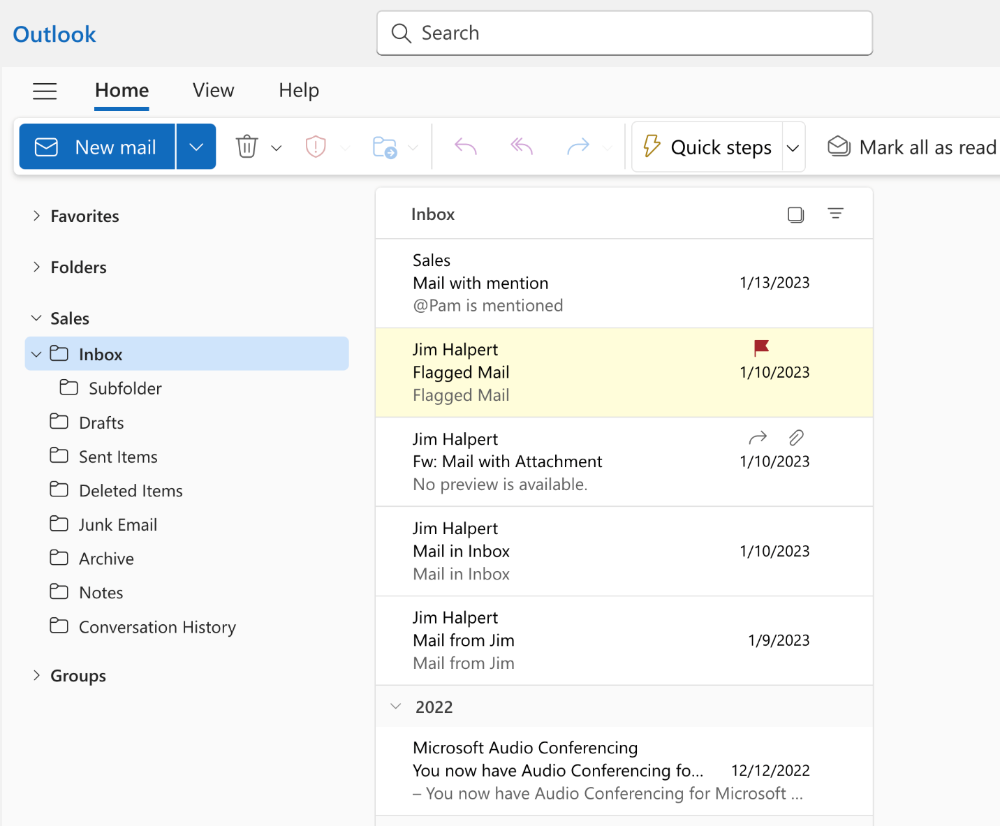 Outlook
Search
Home View Help
New mail
Quick steps
Mark all as read
Favorites
Folders
Sales
Inbox
Subfolder
Drafts
Sent Items
Deleted Items
Junk Email
Archive
Notes
Conversation History
Groups
Inbox
Sales
Mail with mention 1/13/2023
@Pam is mentioned
Jim Halpert
Flagged Mail 1/10/2023
Flagged Mail
Jim Halpert
Fw: Mail with Attachment 1/10/2023
No preview is available.
Jim Halpert
Mail in Inbox 1/10/2023
Mail in Inbox
Jim Halpert
Mail from Jim 1/9/2023
Mail from Jim
2022
Microsoft Audio Conferencing
You now have Audio Conferencing fo... 12/12/2022
– You now have Audio Conferencing for Microsoft ...